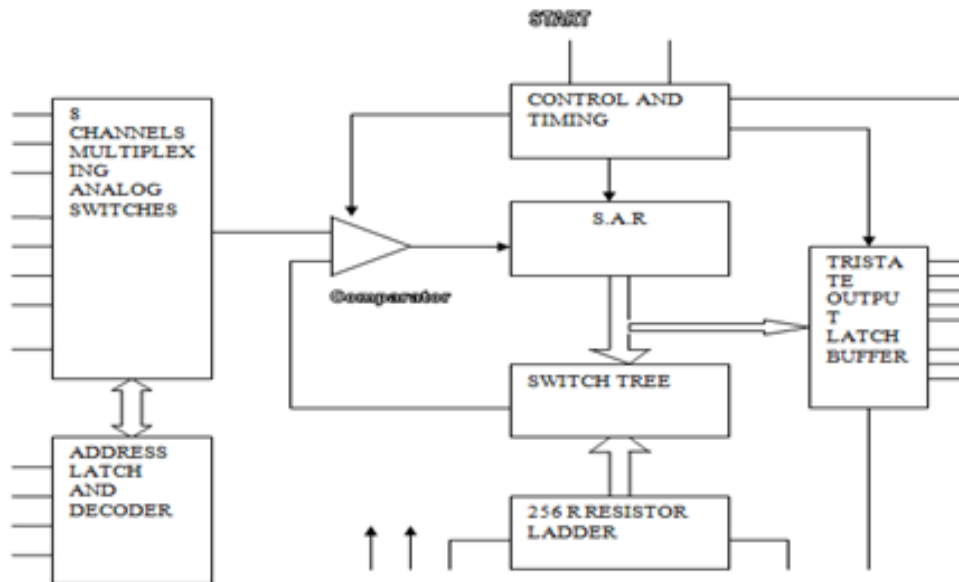 START
8
CHANNELS
MULTIPLEX
ING
ANALOG
SWITCHES
CONTROL AND
TIMING
S.A.R
Comparator
TRISTA
TE
OUTPU
T
LATCH
BUFFER
SWITCH TREE
ADDRESS
LATCH
AND
DECODER
256 R RESISTOR
LADDER